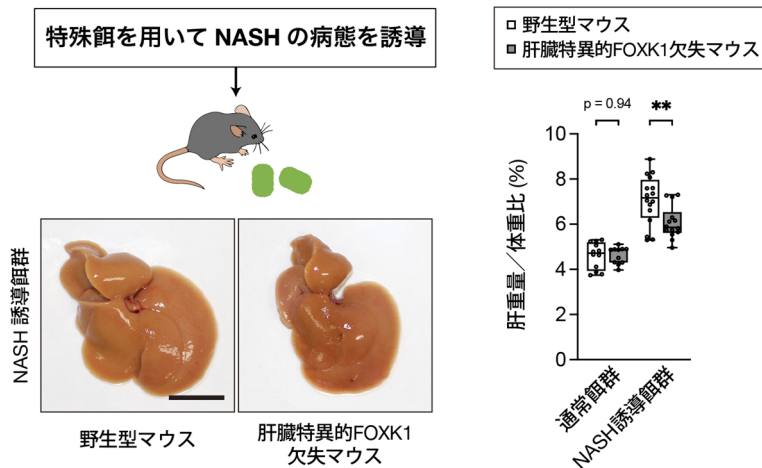 特殊餌を用いて NASH の病態を誘導
NASH 誘導餌群
野生型マウス
肝臓特異的FOXK1
欠失マウス
野生型マウス
肝臓特異的FOXK1欠失マウス
p = 0.94
**
肝重量／体重比 (%)
10
8
6
4
2
0
通常餌群
NASH誘導餌群